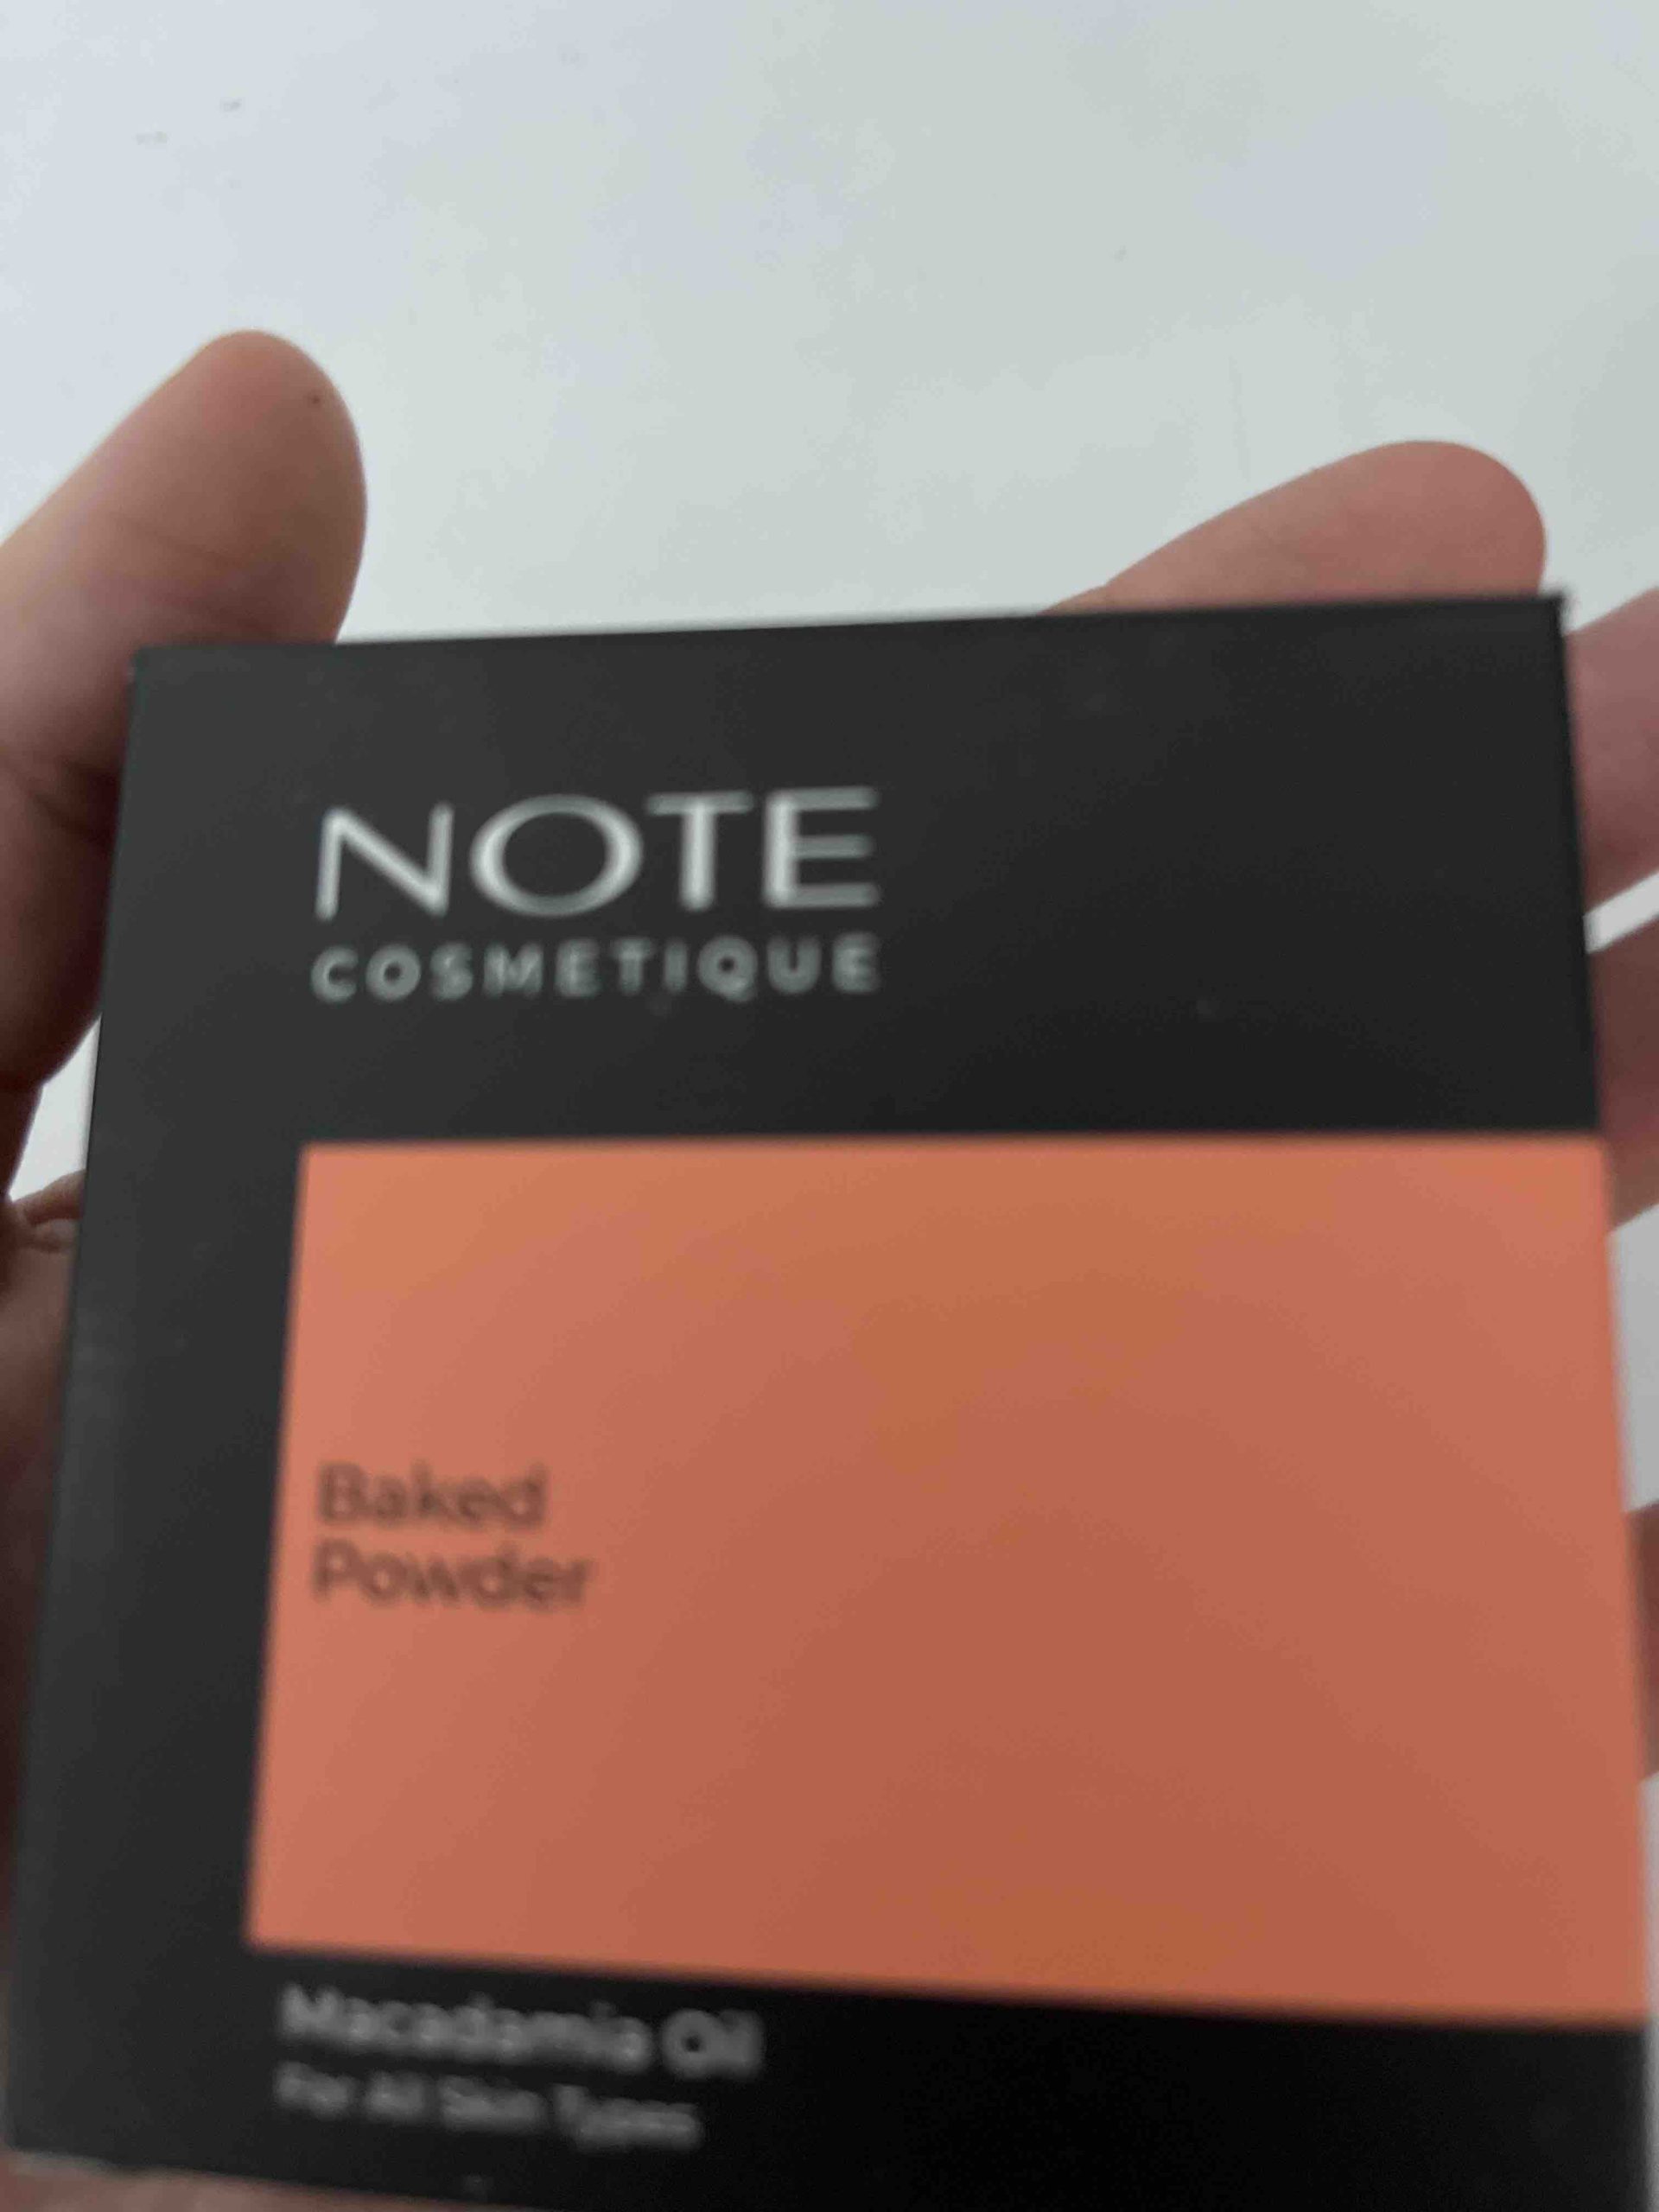 NOTE
COSMETIQUE
Baked
Powder
Macadamia Oil
For All Skin Types